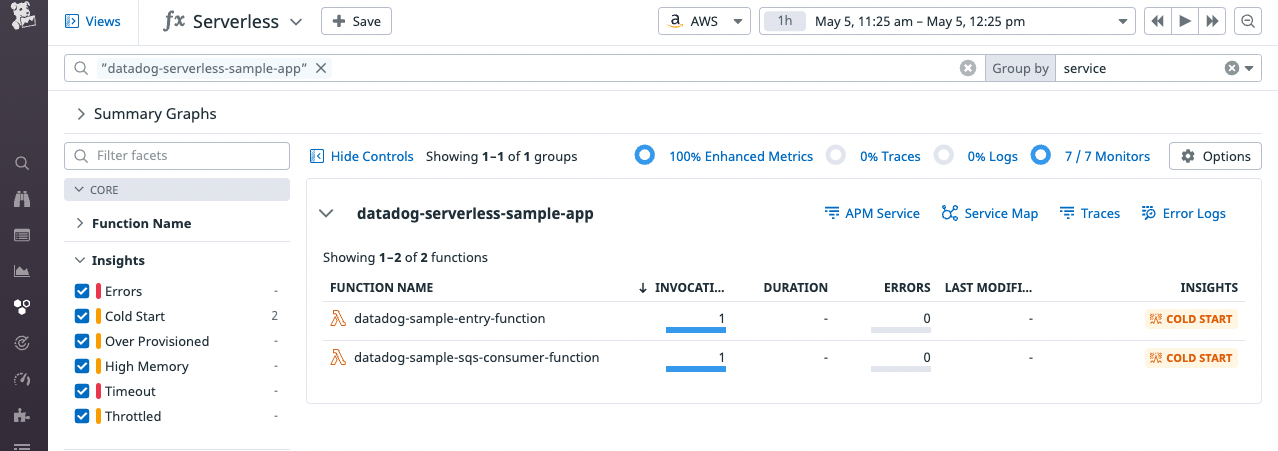 Views
fx Serverless
+ Save
AWS
1h May 5, 11:25 am – May 5, 12:25 pm
"datadog-serverless-sample-app"
Group by service
Summary Graphs
Filter facets
Hide Controls Showing 1–1 of 1 groups
100% Enhanced Metrics 0% Traces 0% Logs 7 / 7 Monitors
Options
CORE
Function Name
Insights
Errors -
Cold Start 2
Over Provisioned -
High Memory -
Timeout -
Throttled -
datadog-serverless-sample-app
APM Service Service Map Traces Error Logs
Showing 1–2 of 2 functions
FUNCTION NAME ↓ INVOCATI... DURATION ERRORS LAST MODIFI... INSIGHTS
datadog-sample-entry-function 1 - 0 - COLD START
datadog-sample-sqs-consumer-function 1 - 0 - COLD START